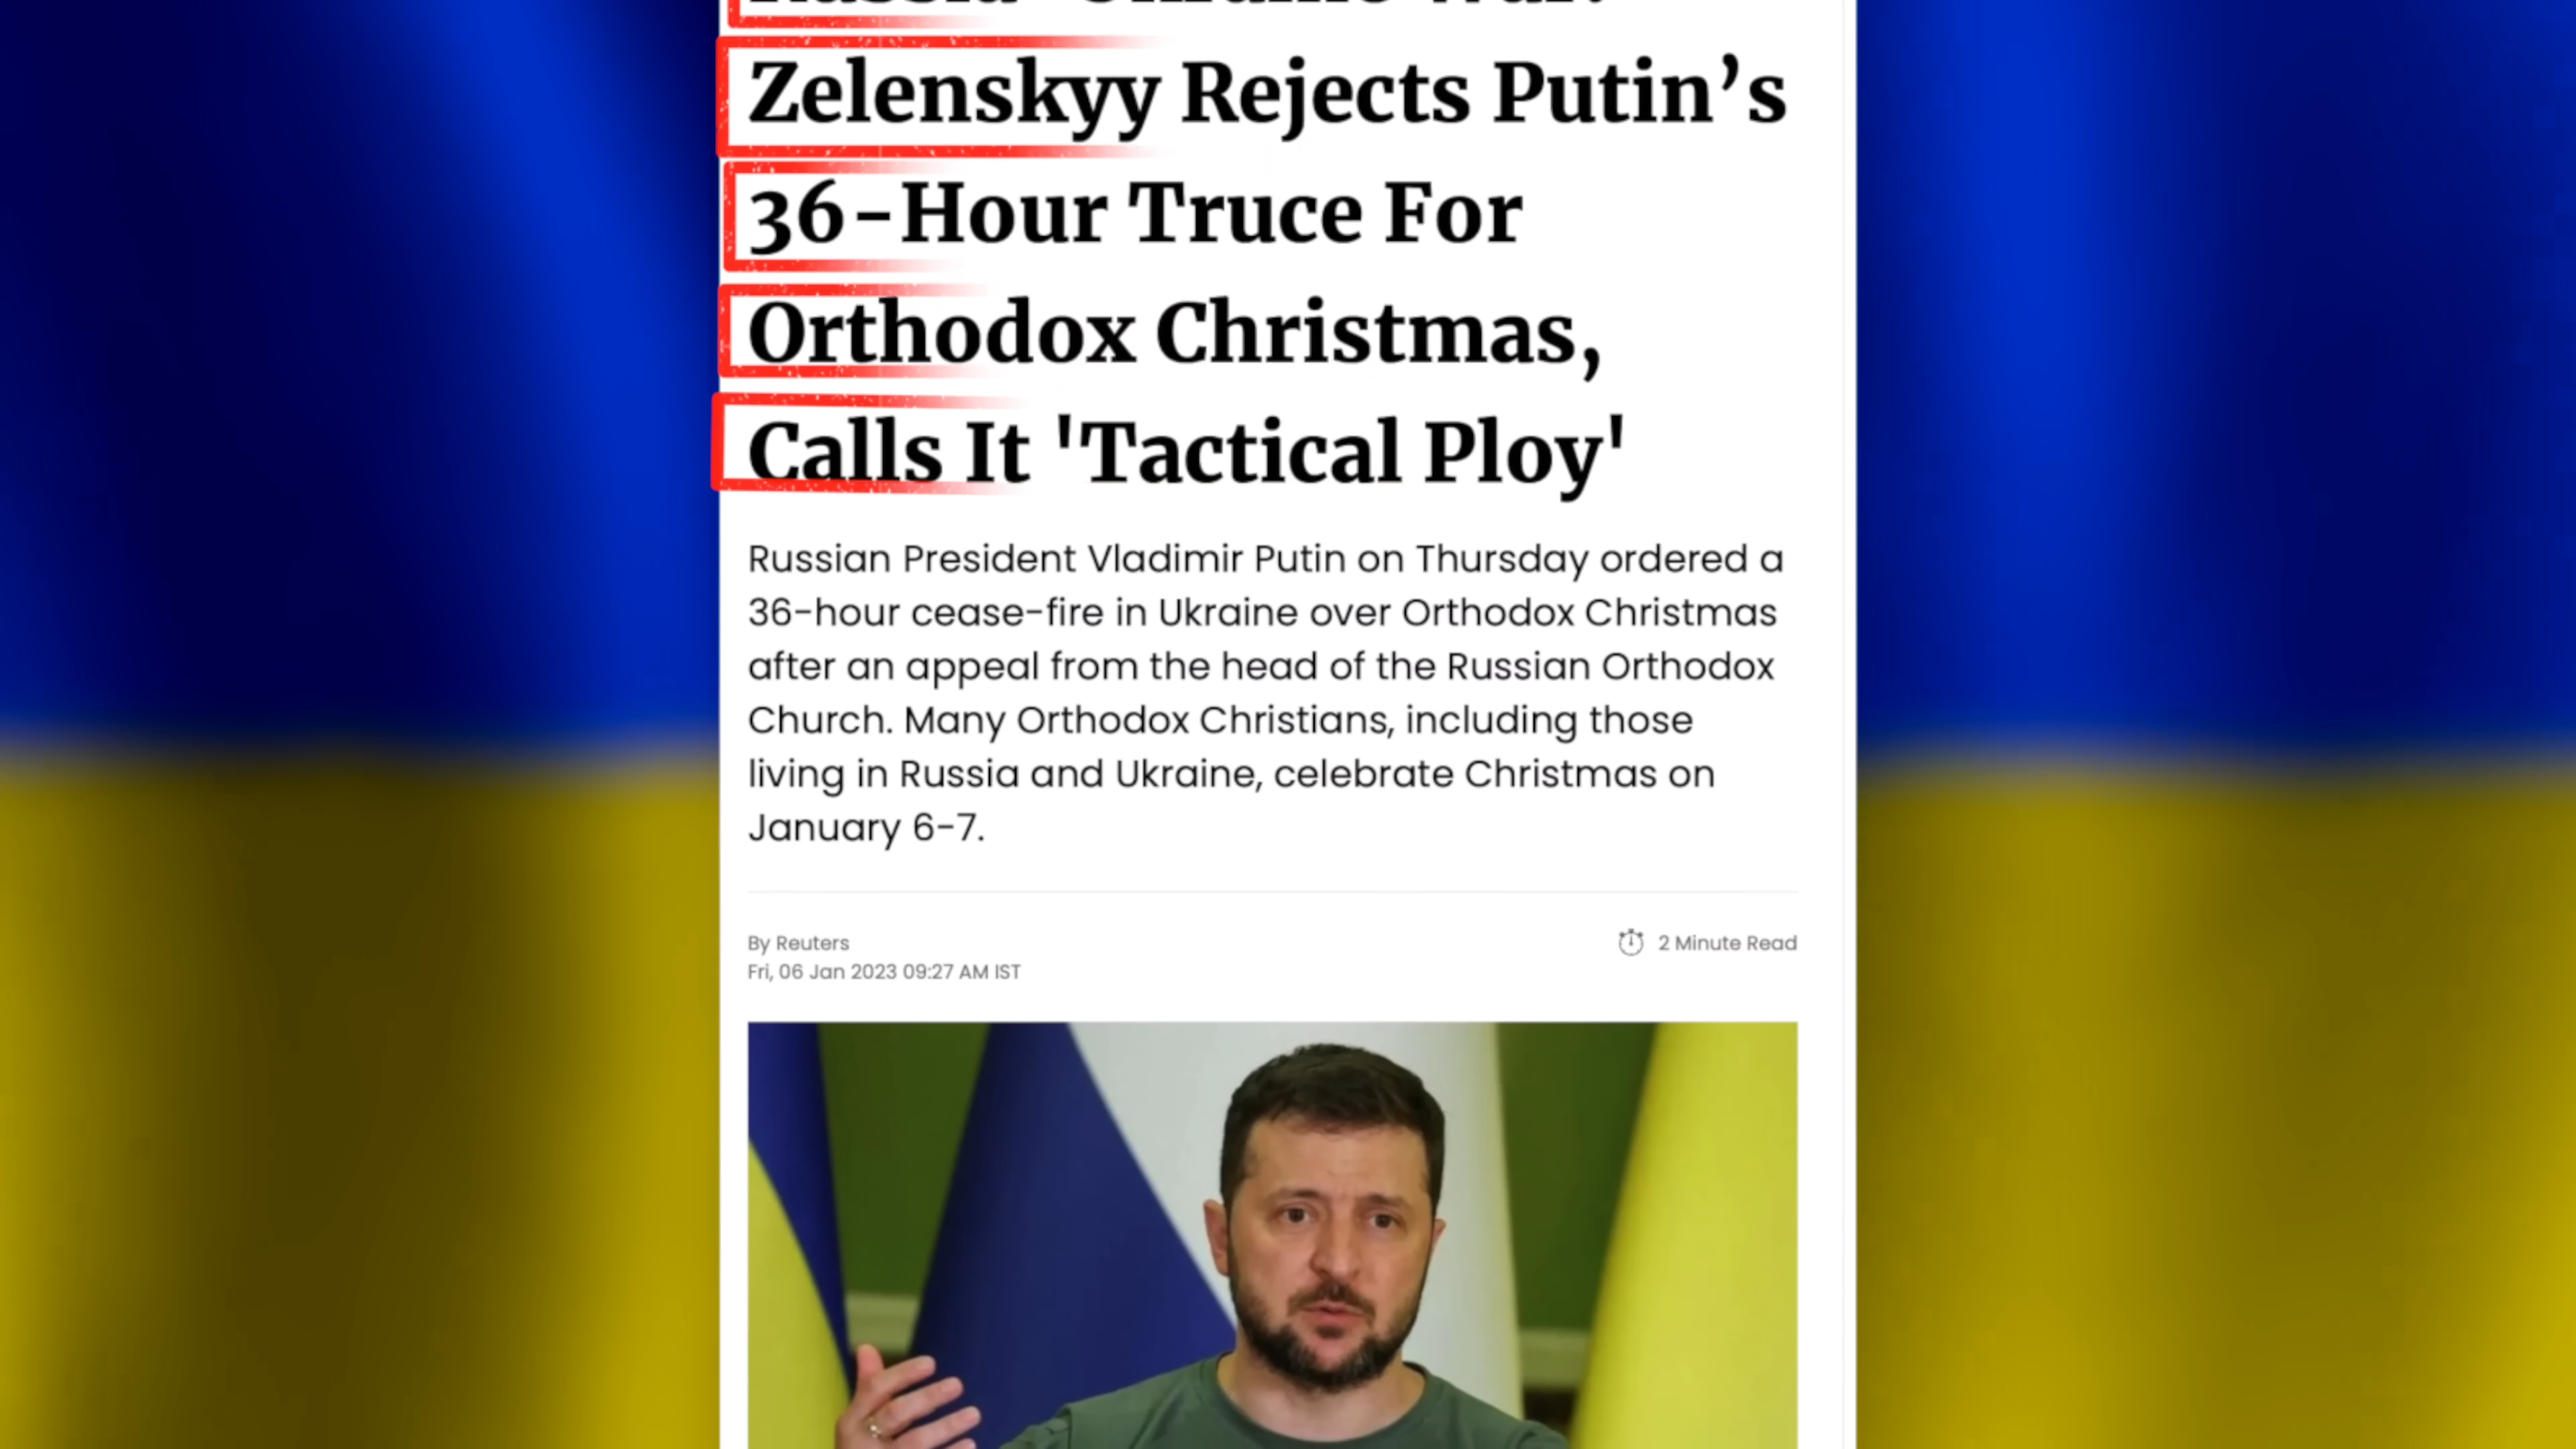 Zelenskyy Rejects Putin’s
36-Hour Truce For
Orthodox Christmas,
Calls It 'Tactical Ploy'
Russian President Vladimir Putin on Thursday ordered a
36-hour cease-fire in Ukraine over Orthodox Christmas
after an appeal from the head of the Russian Orthodox
Church. Many Orthodox Christians, including those
living in Russia and Ukraine, celebrate Christmas on
January 6-7.
By Reuters
2 Minute Read
Fri, 06 Jan 2023 09:27 AM IST